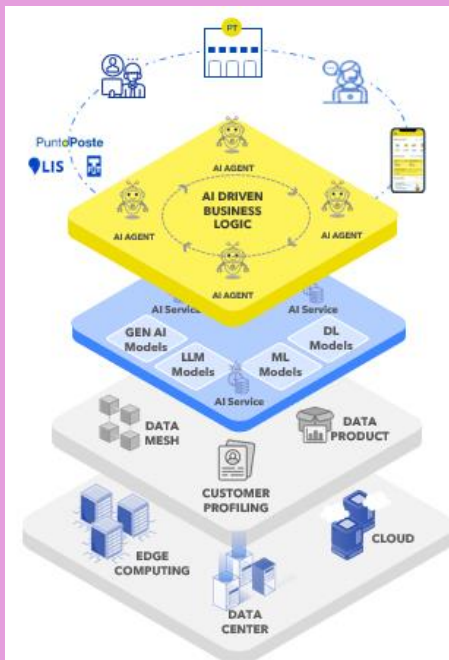 PT
PuntoPoste
LIS
AI AGENT
AI AGENT
AI DRIVEN
BUSINESS
LOGIC
AI AGENT
AI AGENT
AI Service
AI Service
GEN AI
Models
LLM
Models
ML
Models
DL
Models
AI Service
DATA
MESH
DATA
PRODUCT
CUSTOMER
PROFILING
EDGE
COMPUTING
CLOUD
DATA
CENTER